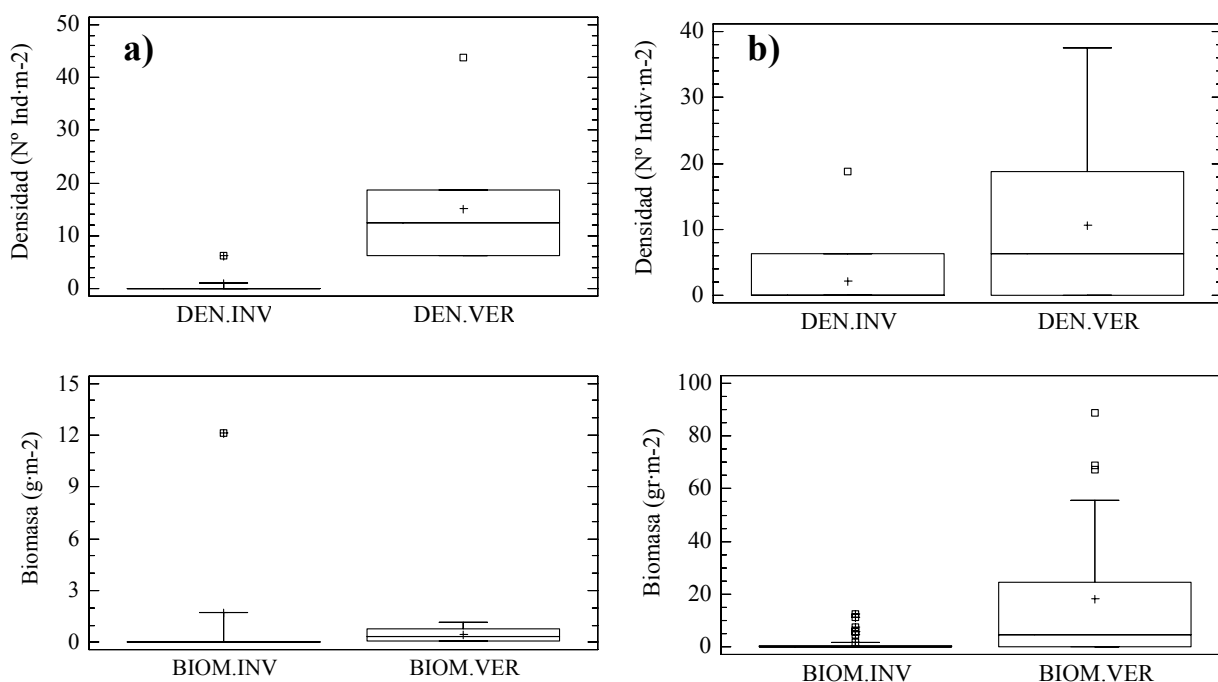 a)
Densidad (Nº Ind·m-2)
50
40
30
20
10
0
DEN.INV DEN.VER
b)
Densidad (Nº Indiv·m-2)
40
30
20
10
0
DEN.INV DEN.VER
Biomasa (g·m-2)
15
12
9
6
3
0
BIOM.INV BIOM.VER
Biomasa (gr·m-2)
100
80
60
40
20
0
BIOM.INV BIOM.VER